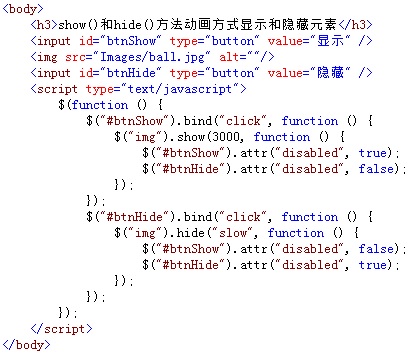 <body>
    <h3>show()和hide()方法动画方式显示和隐藏元素</h3>
    <input id="btnShow" type="button" value="显示" />
    <img src="Images/ball.jpg" alt=""/>
    <input id="btnHide" type="button" value="隐藏" />
    <script type="text/javascript">
        $(function () {
            $("#btnShow").bind("click", function () {
                $("img").show(3000, function () {
                    $("#btnShow").attr("disabled", true);
                    $("#btnHide").attr("disabled", false);
                });
            });
            $("#btnHide").bind("click", function () {
                $("img").hide("slow", function () {
                    $("#btnShow").attr("disabled", false);
                    $("#btnHide").attr("disabled", true);
                });
            });
        });
    </script>
</body>